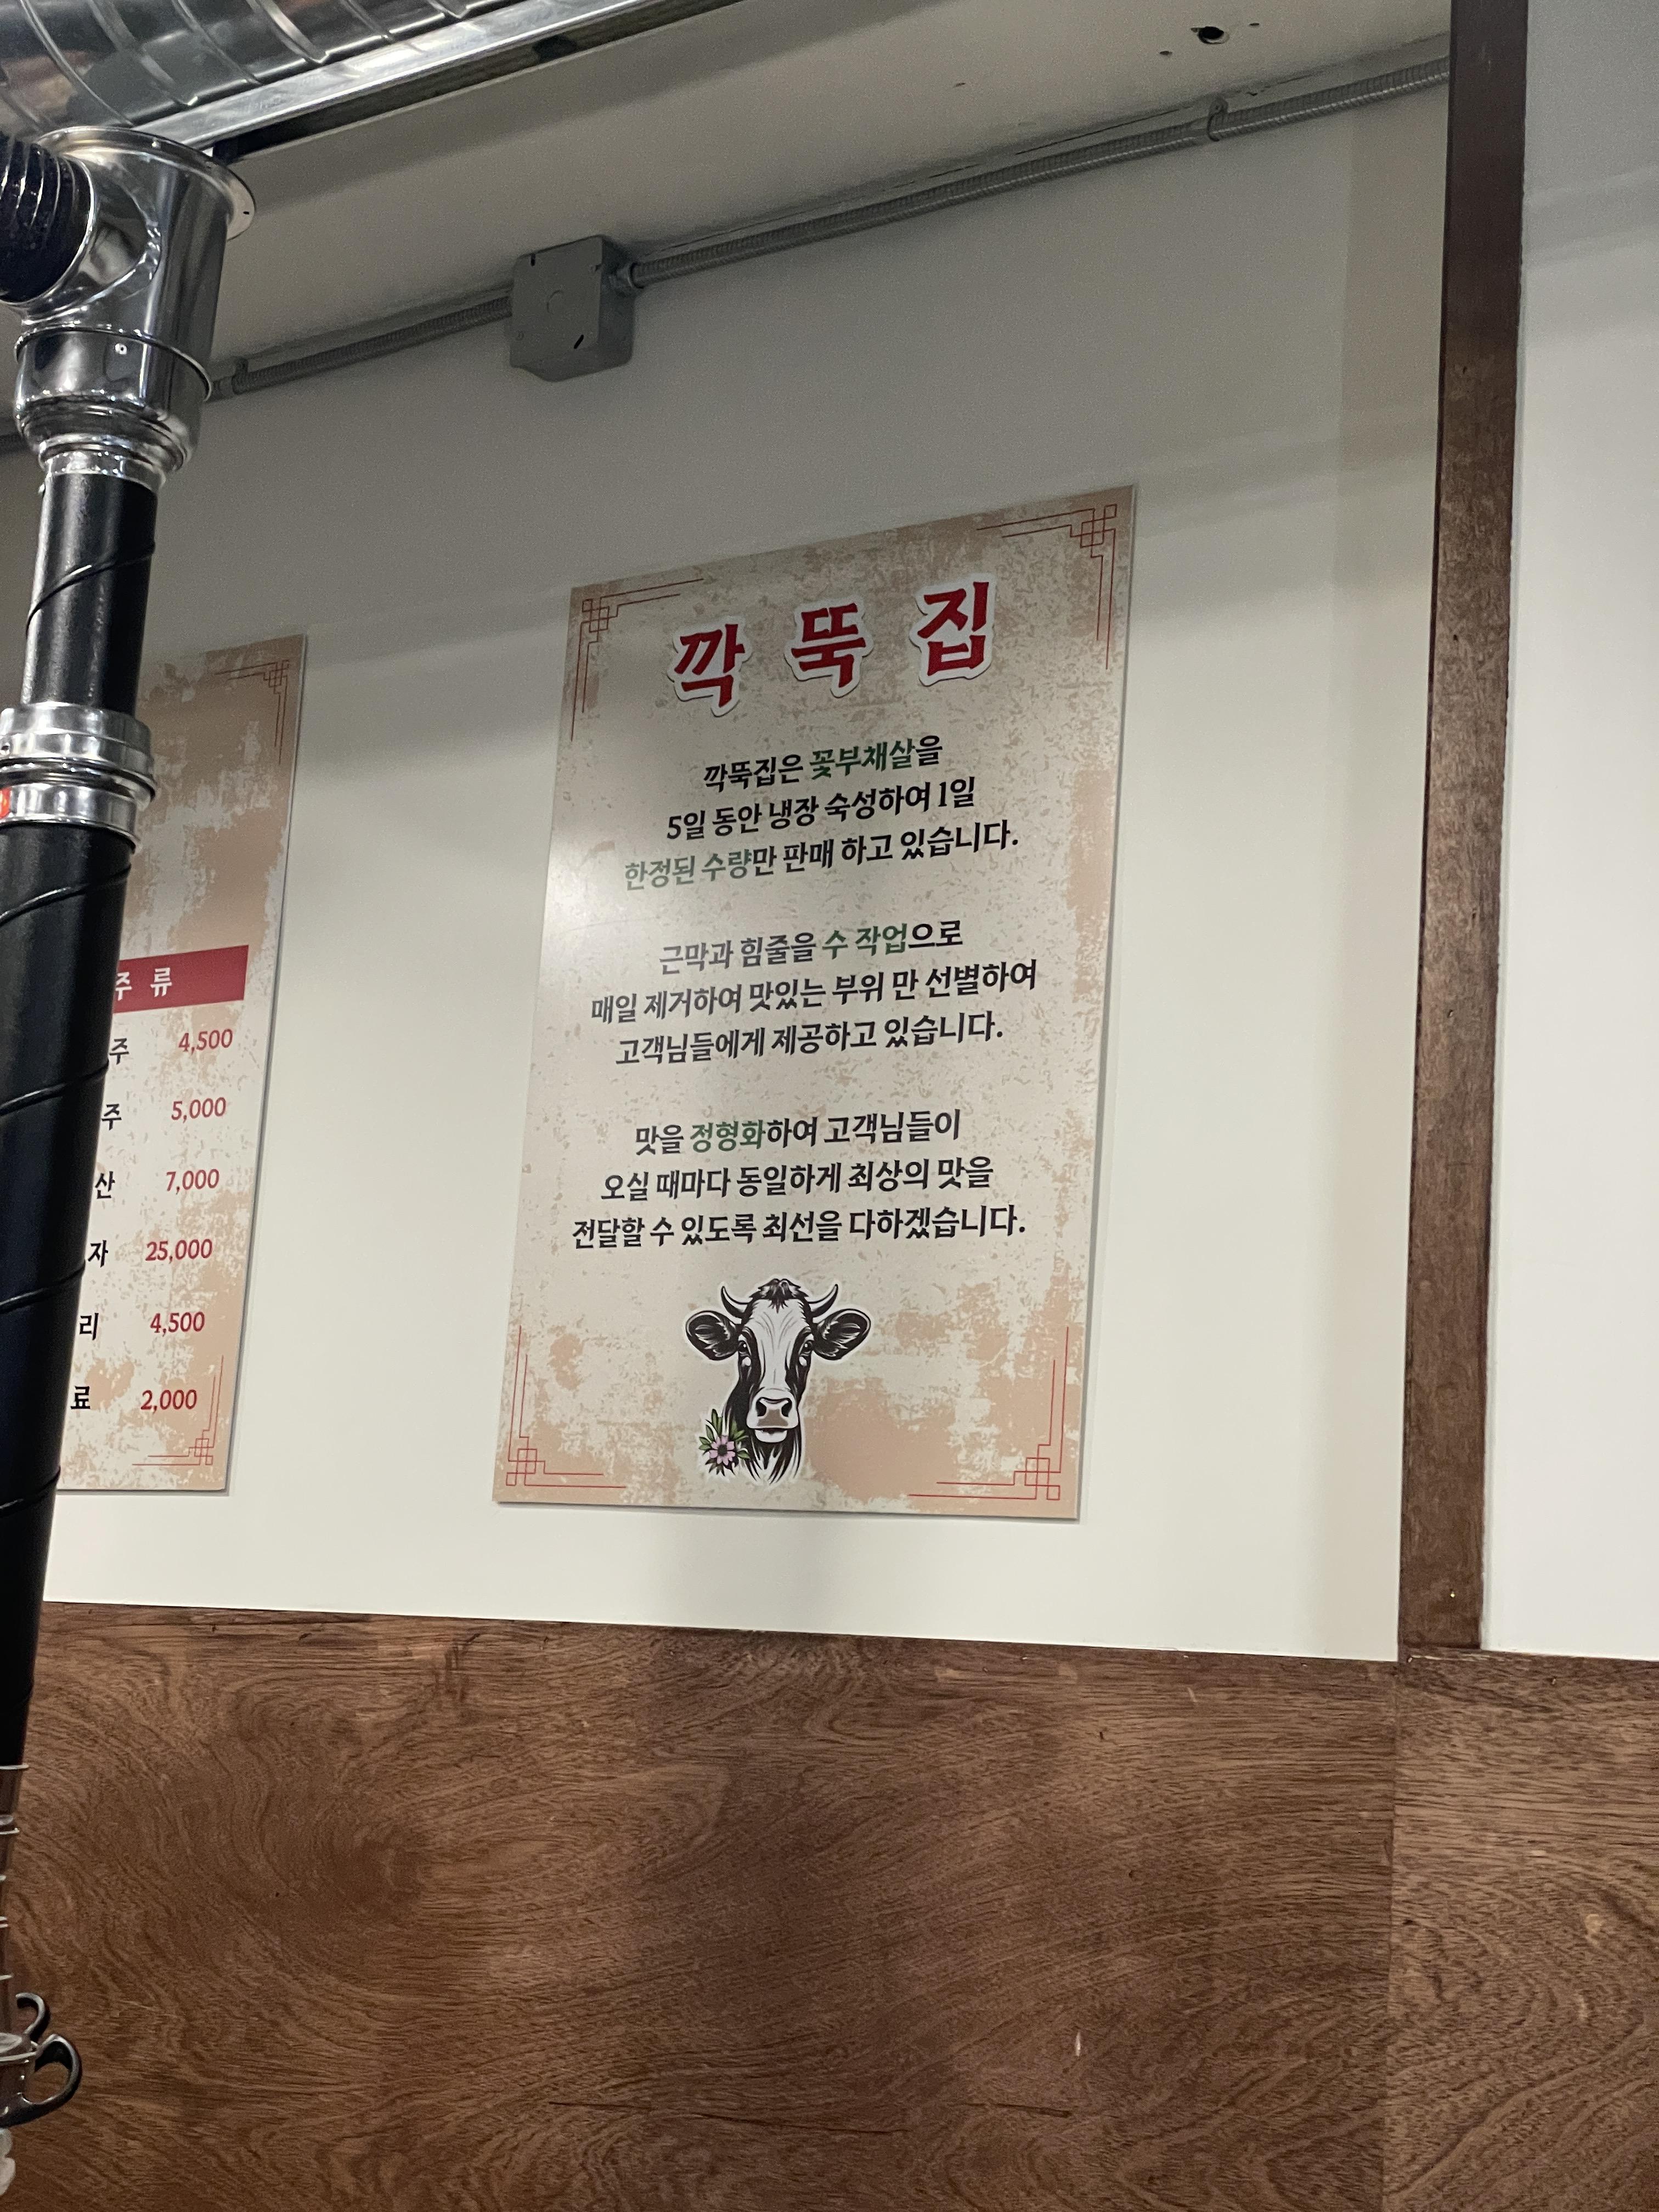 깍뚝집
깍뚝집은 꽃부채살을
5일 동안 냉장 숙성하여 1일
한정된 수량만 판매 하고 있습니다.
근막과 힘줄을 수 작업으로
매일 제거하여 맛있는 부위 만 선별하여
고객님들에게 제공하고 있습니다.
맛을 정형화하여 고객님들이
오실 때마다 동일하게 최상의 맛을
전달할 수 있도록 최선을 다하겠습니다.
주 류
주 4,500
주 5,000
산 7,000
자 25,000
리 4,500
료 2,000